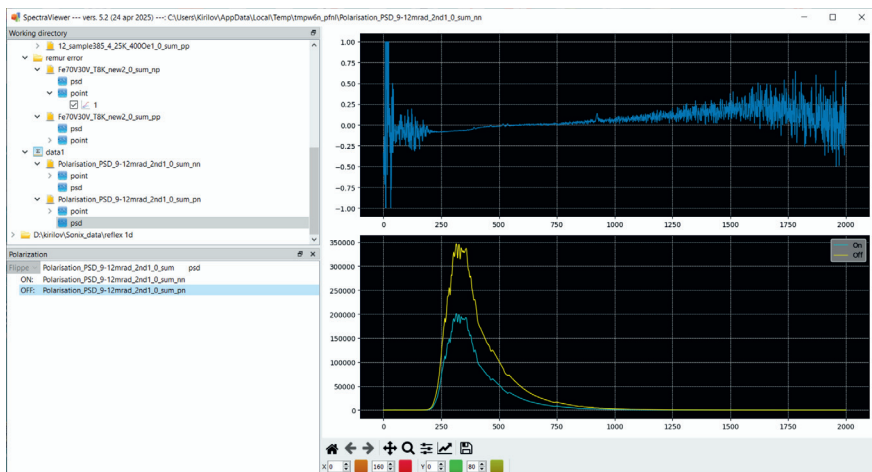 SpectraViewer --- vers. 5.2 (24 apr 2025) ---: C:\Users\Kirilov\AppData\Local\Temp\tmpw6n_pfnl\Polarisation_PSD_9-12mrad_2nd1_0_sum_nn
Working directory
12_sample385_4_25K_400Oe1_0_sum_pp
remur error
Fe70V30V_T8K_new2_0_sum_np
psd
point
1
Fe70V30V_T8K_new2_0_sum_pp
psd
point
data1
Polarisation_PSD_9-12mrad_2nd1_0_sum_nn
point
psd
Polarisation_PSD_9-12mrad_2nd1_0_sum_pn
point
psd
D:\kirilov\Sonix_data\reflex 1d
Polarization
Flippe Polarisation_PSD_9-12mrad_2nd1_0_sum psd
ON: Polarisation_PSD_9-12mrad_2nd1_0_sum_nn
OFF: Polarisation_PSD_9-12mrad_2nd1_0_sum_pn
1.00
0.75
0.50
0.25
0.00
−0.25
−0.50
−0.75
−1.00
0 250 500 750 1000 1250 1500 1750 2000
350000
300000
250000
200000
150000
100000
50000
0
On
Off
0 250 500 750 1000 1250 1500 1750 2000
X 0 160 Y 0 80